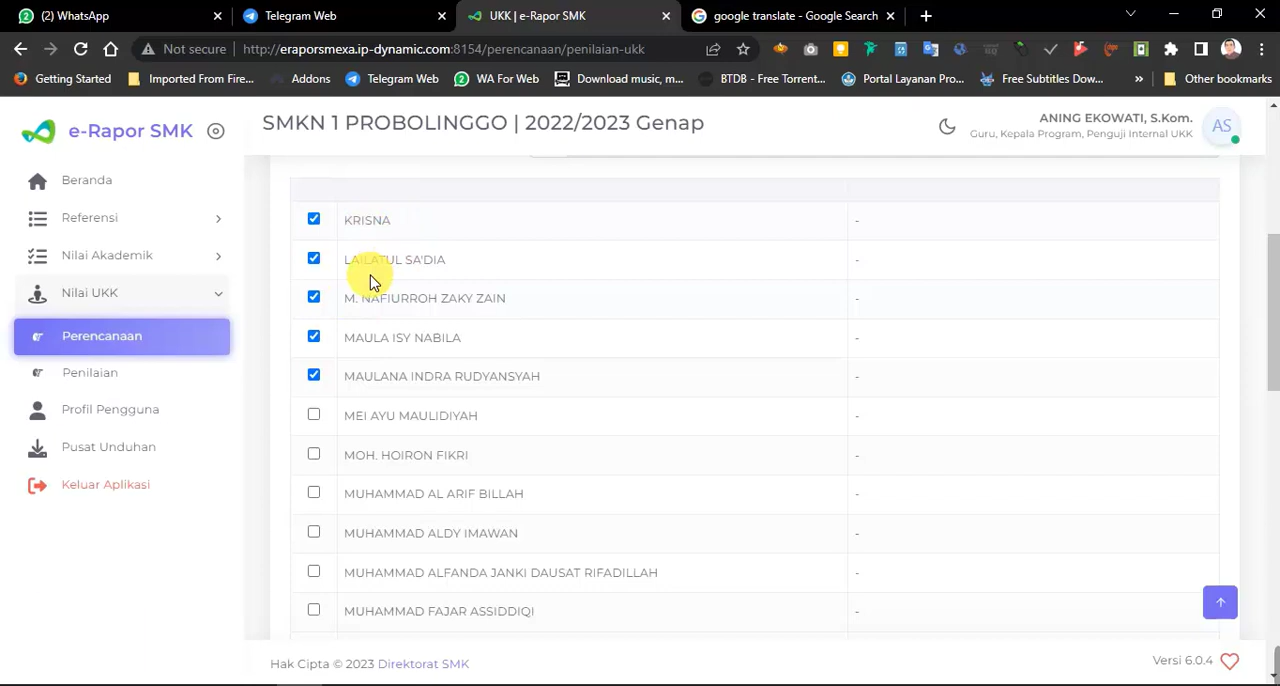 (2) WhatsApp
Telegram Web
UKK | e-Rapor SMK
google translate - Google Search
Not secure
http://eraporsmexa.ip-dynamic.com:8154/perencanaan/penilaian-ukk
Getting Started
Imported From Fire...
Addons
Telegram Web
WA For Web
Download music, m...
BTDB - Free Torrent...
Portal Layanan Pro...
Free Subtitles Dow...
»
Other bookmarks
e-Rapor SMK
SMKN 1 PROBOLINGGO | 2022/2023 Genap
ANING EKOWATI, S.Kom.
Guru, Kepala Program, Penguji Internal UKK
AS
Beranda
Referensi
Nilai Akademik
Nilai UKK
Perencanaan
Penilaian
Profil Pengguna
Pusat Unduhan
Keluar Aplikasi
KRISNA -
LAILATUL SA'DIA -
M. NAFIURROH ZAKY ZAIN -
MAULA ISY NABILA -
MAULANA INDRA RUDYANSYAH -
MEI AYU MAULIDIYAH -
MOH. HOIRON FIKRI -
MUHAMMAD AL ARIF BILLAH -
MUHAMMAD ALDY IMAWAN -
MUHAMMAD ALFANDA JANKI DAUSAT RIFADILLAH -
MUHAMMAD FAJAR ASSIDDIQI -
Hak Cipta © 2023 Direktorat SMK
Versi 6.0.4